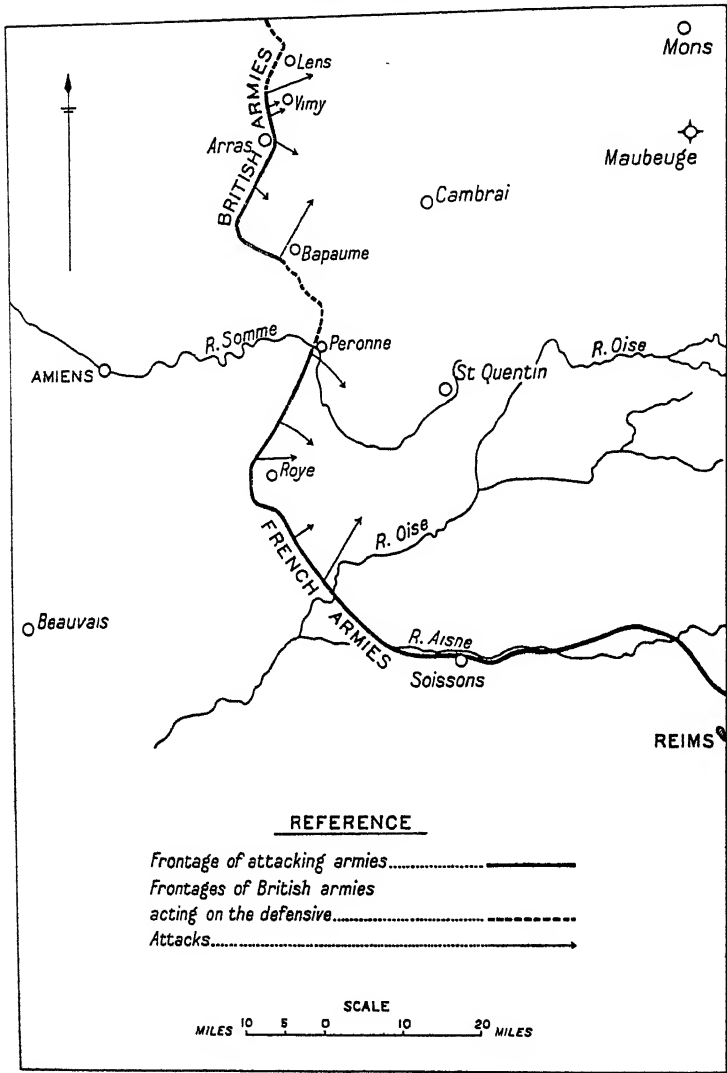 Mons
Lens
Vimy
BRITISH ARMIES
Arras
Maubeuge
Cambrai
Bapaume
R. Somme
Peronne
AMIENS
R. Oise
St Quentin
Roye
R. Oise
FRENCH ARMIES
Beauvais
R. Aisne
Soissons
REIMS
REFERENCE
Frontage of attacking armies
Frontages of British armies
acting on the defensive
Attacks
SCALE
MILES 10 5 0 10 20 MILES